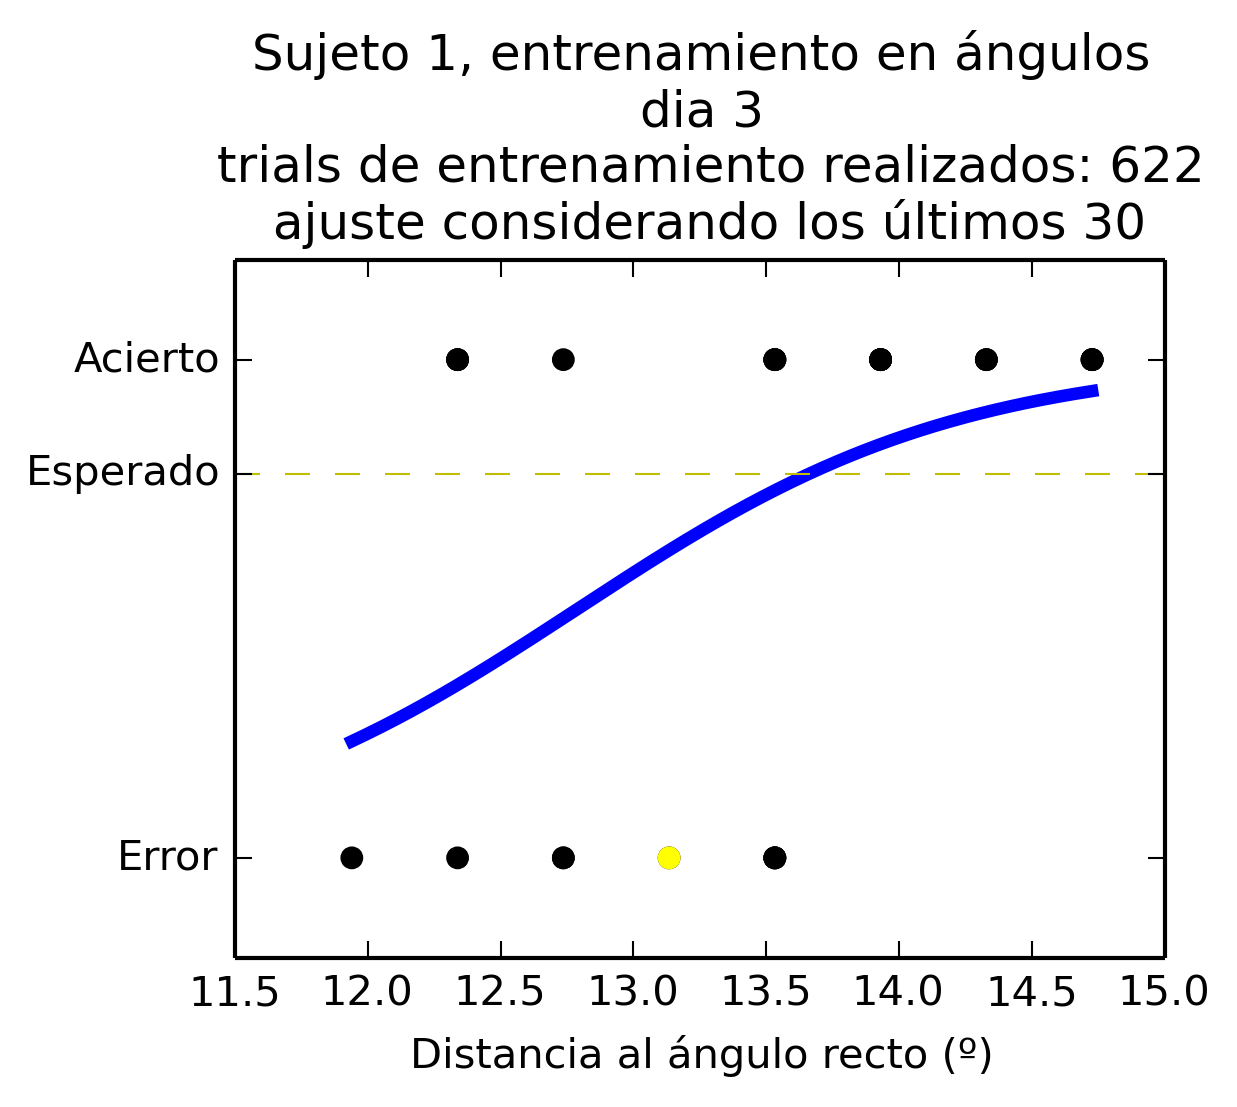 Sujeto 1, entrenamiento en ángulos
dia 3
trials de entrenamiento realizados: 622
ajuste considerando los últimos 30
Acierto
Esperado
Error
11.5 12.0 12.5 13.0 13.5 14.0 14.5 15.0
Distancia al ángulo recto (º)